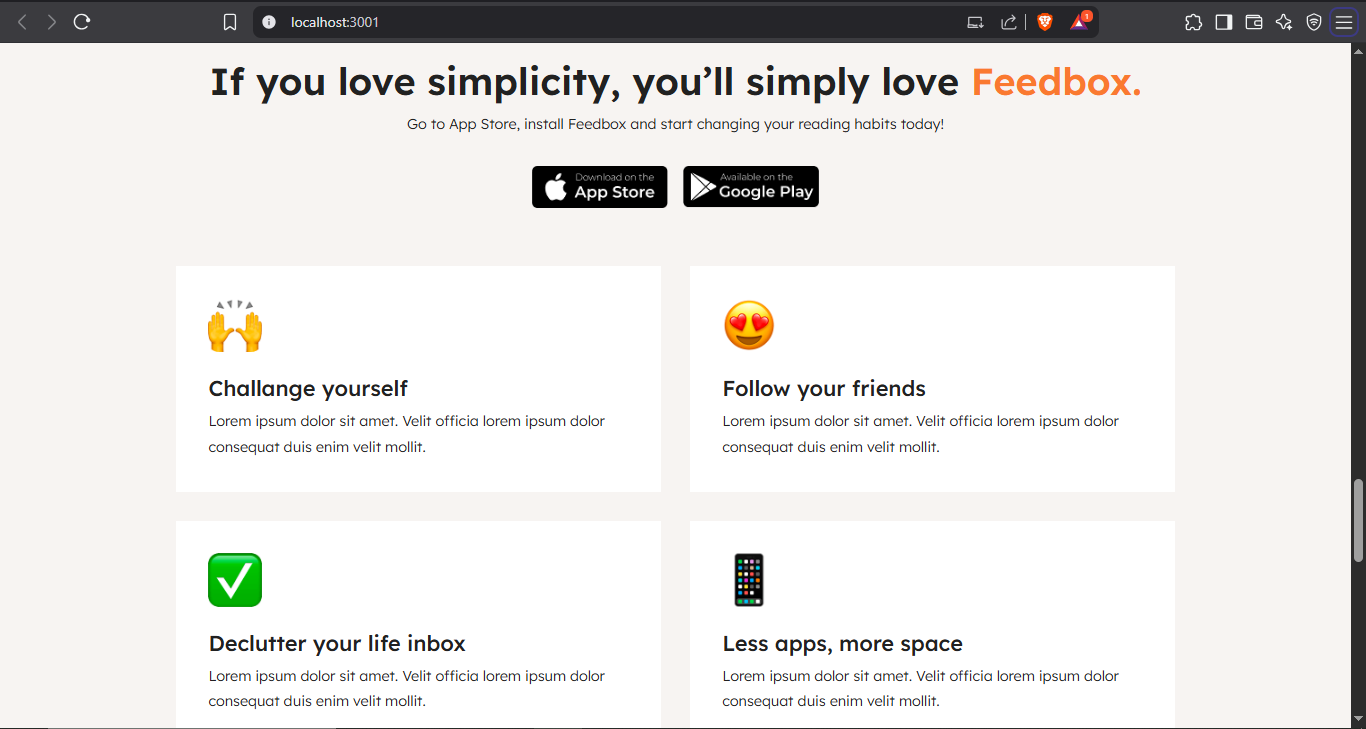 localhost:3001
1
If you love simplicity, you’ll simply love Feedbox.
Go to App Store, install Feedbox and start changing your reading habits today!
Download on the
App Store
Available on the
Google Play
Challange yourself
Lorem ipsum dolor sit amet. Velit officia lorem ipsum dolor
consequat duis enim velit mollit.
Follow your friends
Lorem ipsum dolor sit amet. Velit officia lorem ipsum dolor
consequat duis enim velit mollit.
Declutter your life inbox
Lorem ipsum dolor sit amet. Velit officia lorem ipsum dolor
consequat duis enim velit mollit.
Less apps, more space
Lorem ipsum dolor sit amet. Velit officia lorem ipsum dolor
consequat duis enim velit mollit.